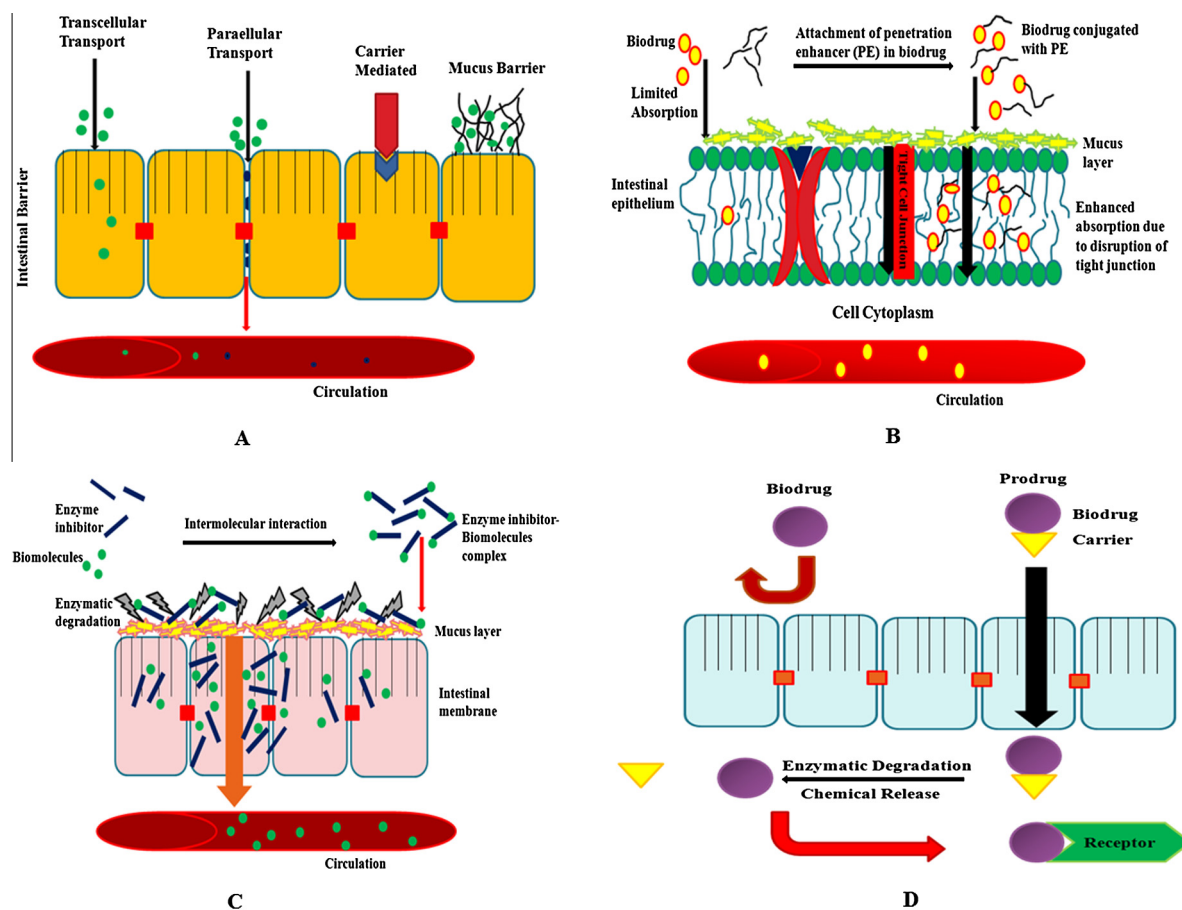 Transcellular
Transport
Paraellular
Transport
Carrier
Mediated
Mucus Barrier
Intestinal Barrier
Circulation
A
Biodrug
Attachment of penetration
enhancer (PE) in biodrug
Biodrug conjugated
with PE
Limited
Absorption
Mucus
layer
Intestinal
epithelium
Tight Cell Junction
Enhanced
absorption due
to disruption of
tight junction
Cell Cytoplasm
Circulation
B
Enzyme
inhibitor
Intermolecular interaction
Enzyme inhibitor-
Biomolecules
complex
Biomolecules
Enzymatic
degradation
Mucus layer
Intestinal
membrane
Circulation
C
Biodrug
Prodrug
Biodrug
Carrier
Enzymatic Degradation
Chemical Release
Receptor
D